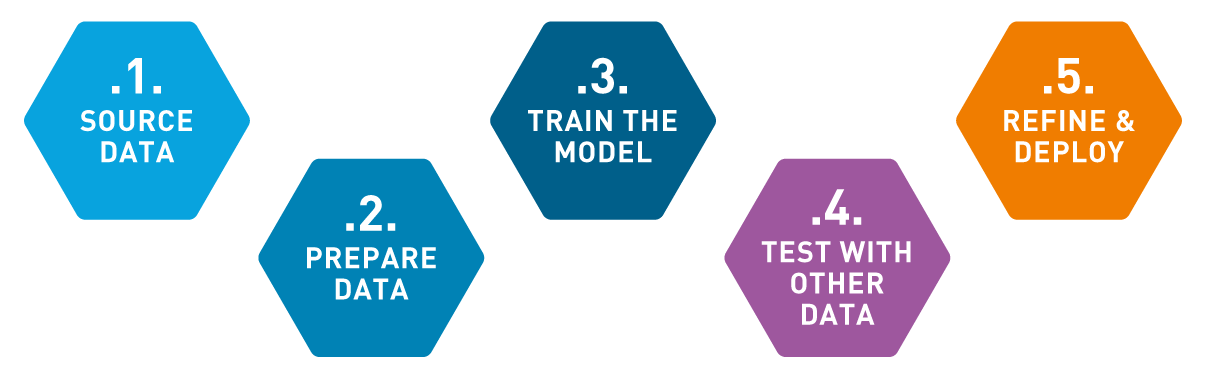 .1.
SOURCE
DATA
.2.
PREPARE
DATA
.3.
TRAIN THE
MODEL
.4.
TEST WITH
OTHER
DATA
.5.
REFINE &
DEPLOY